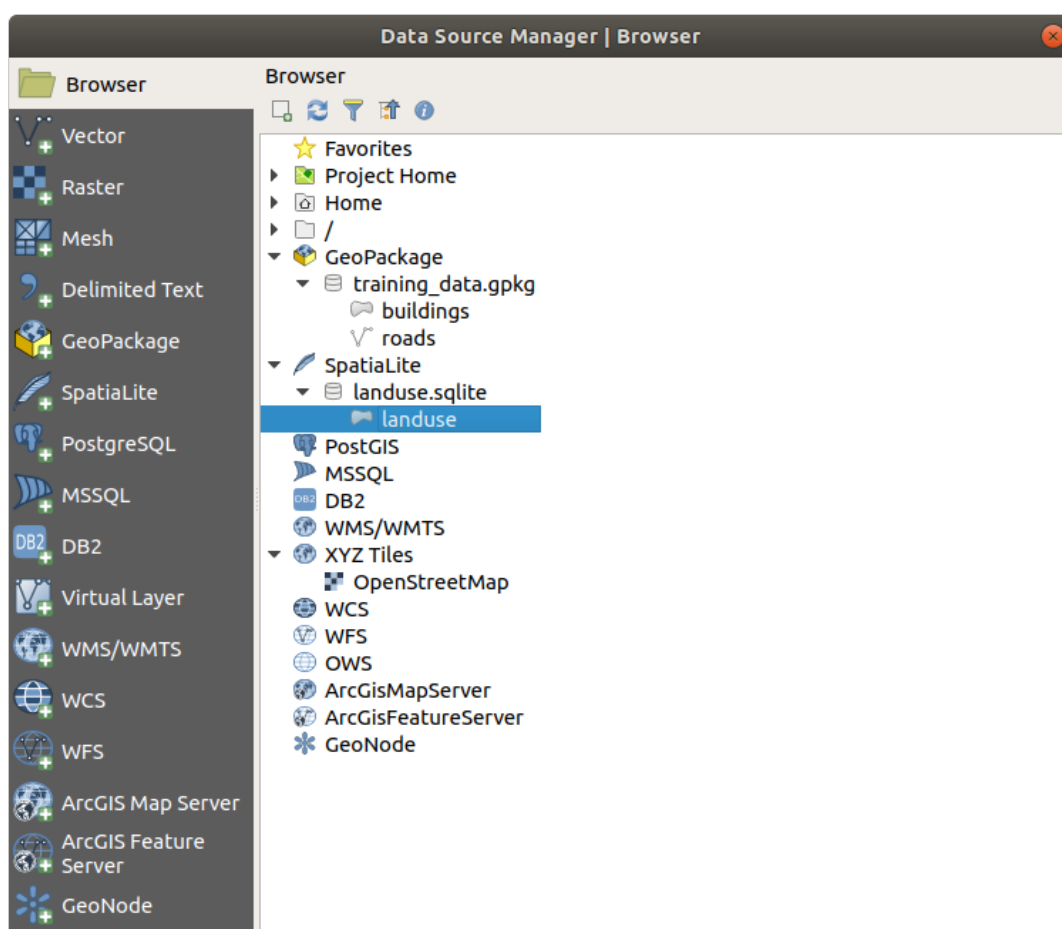 Data Source Manager | Browser
Browser
Vector
Raster
Mesh
Delimited Text
GeoPackage
SpatiaLite
PostgreSQL
MSSQL
DB2
DB2
Virtual Layer
WMS/WMTS
WCS
WFS
ArcGIS Map Server
ArcGIS Feature
Server
GeoNode
Browser
Favorites
Project Home
Home
/
GeoPackage
training_data.gpkg
buildings
roads
SpatiaLite
landuse.sqlite
landuse
PostGIS
MSSQL
DB2 DB2
WMS/WMTS
XYZ Tiles
OpenStreetMap
WCS
WFS
OWS
ArcGisMapServer
ArcGisFeatureServer
GeoNode